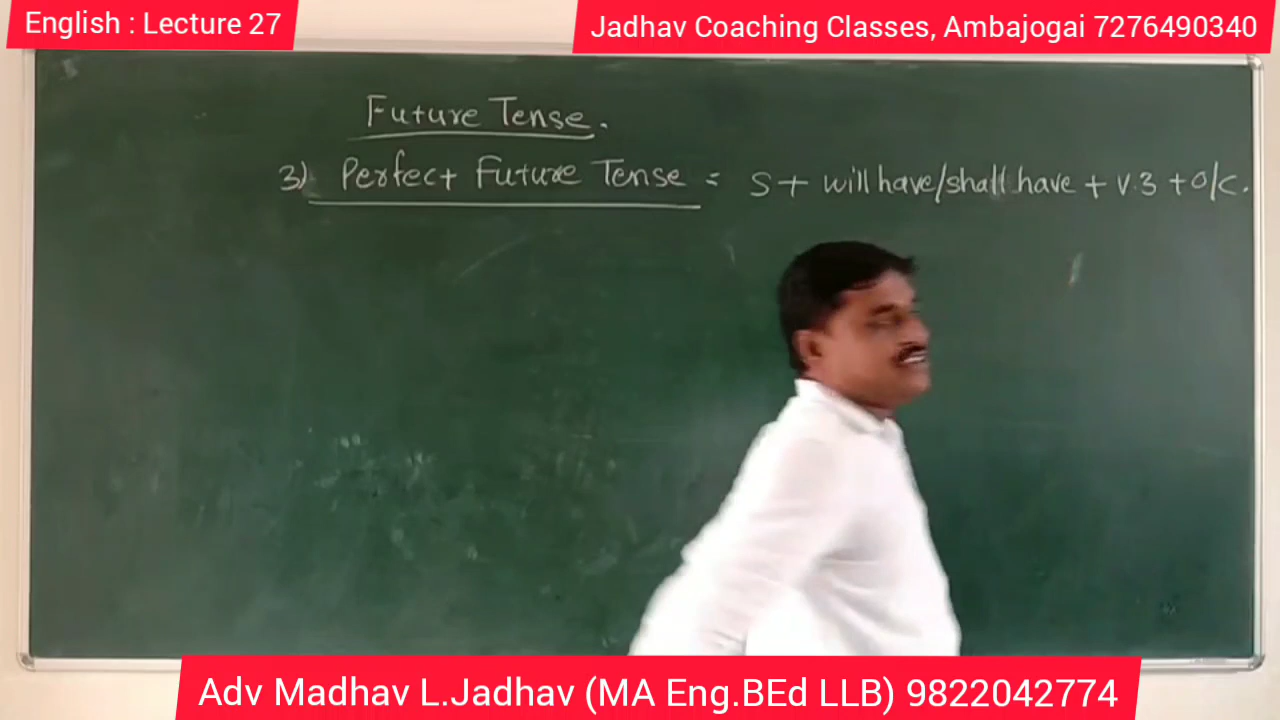 English : Lecture 27
Jadhav Coaching Classes, Ambajogai 7276490340
Future Tense.
3) Perfect Future Tense = S + will have/shall have + V.3 + O/C.
Adv Madhav L.Jadhav (MA Eng.BEd LLB) 9822042774